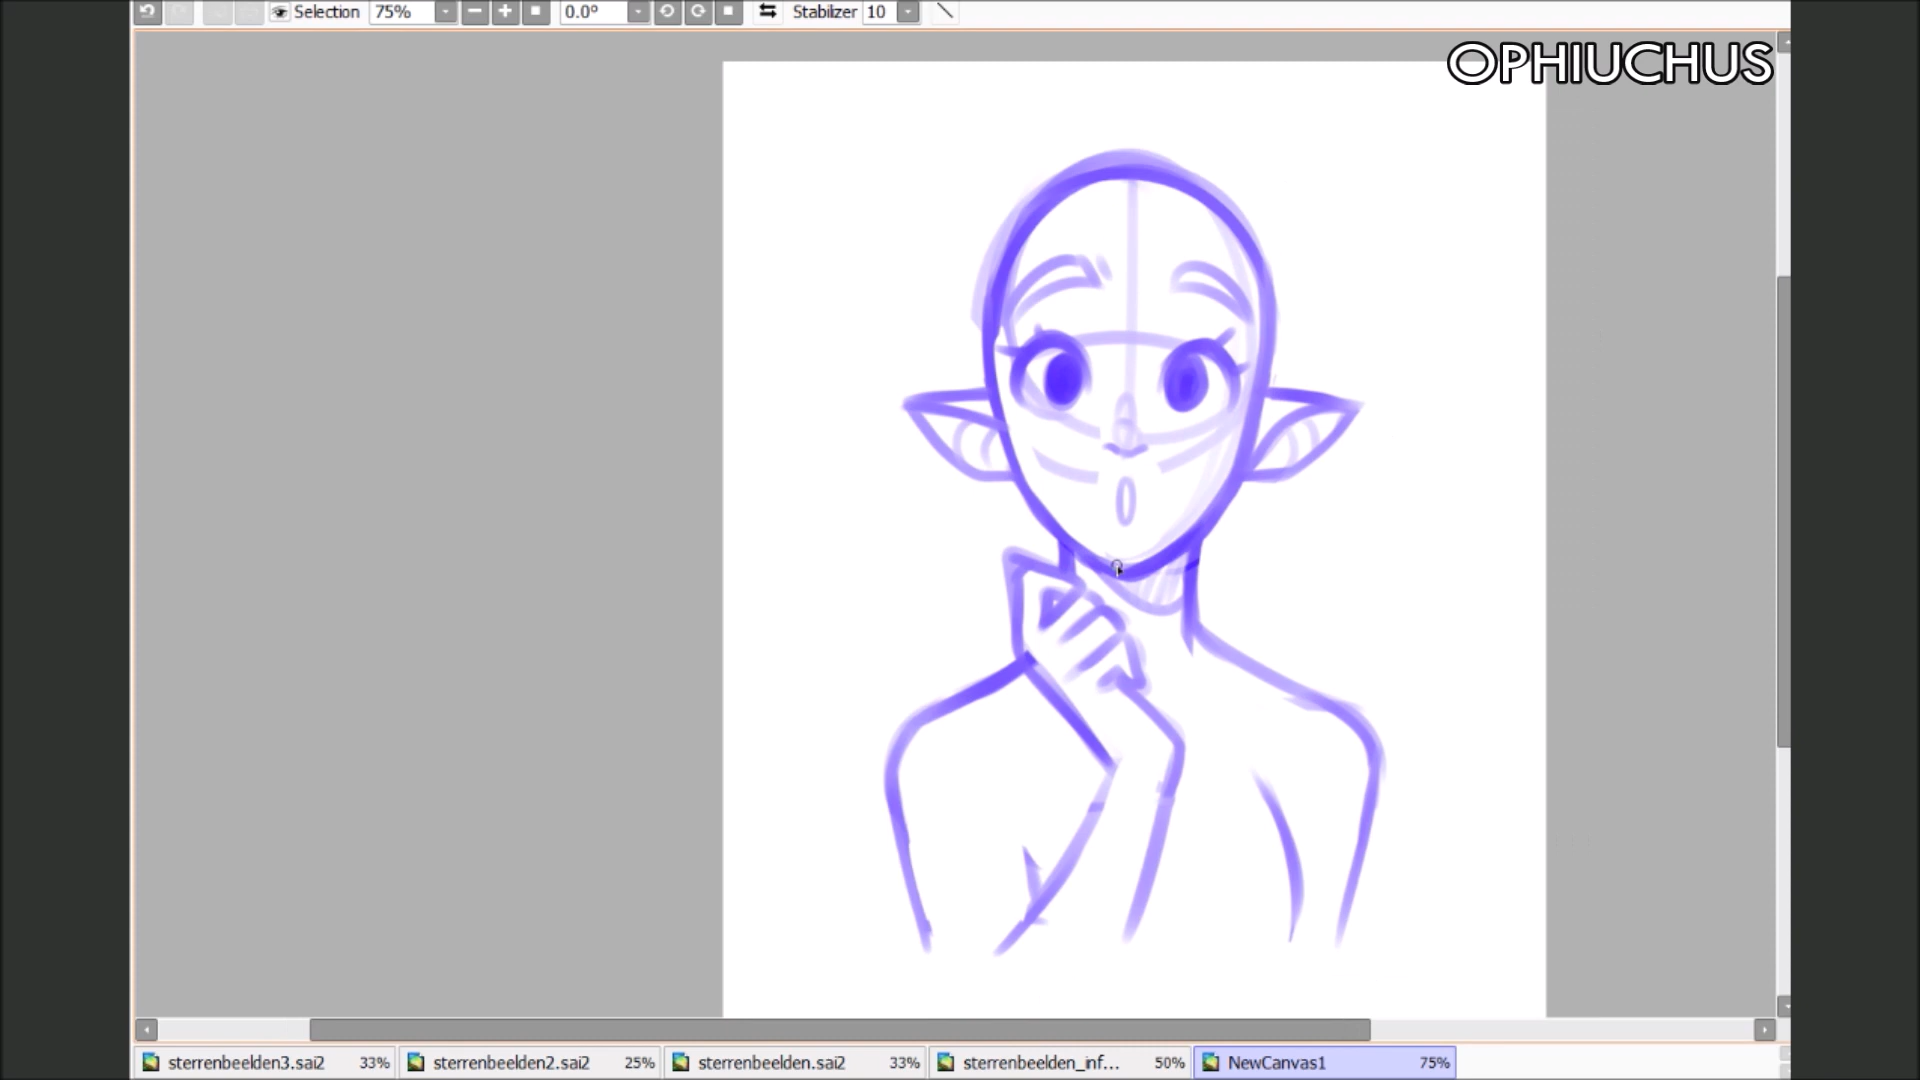 Selection 75% 0.0° Stabilizer 10
OPHIUCHUS
sterrenbeelden3.sai2 33% sterrenbeelden2.sai2 25% sterrenbeelden.sai2 33% sterrenbeelden_inf... 50% NewCanvas1 75%